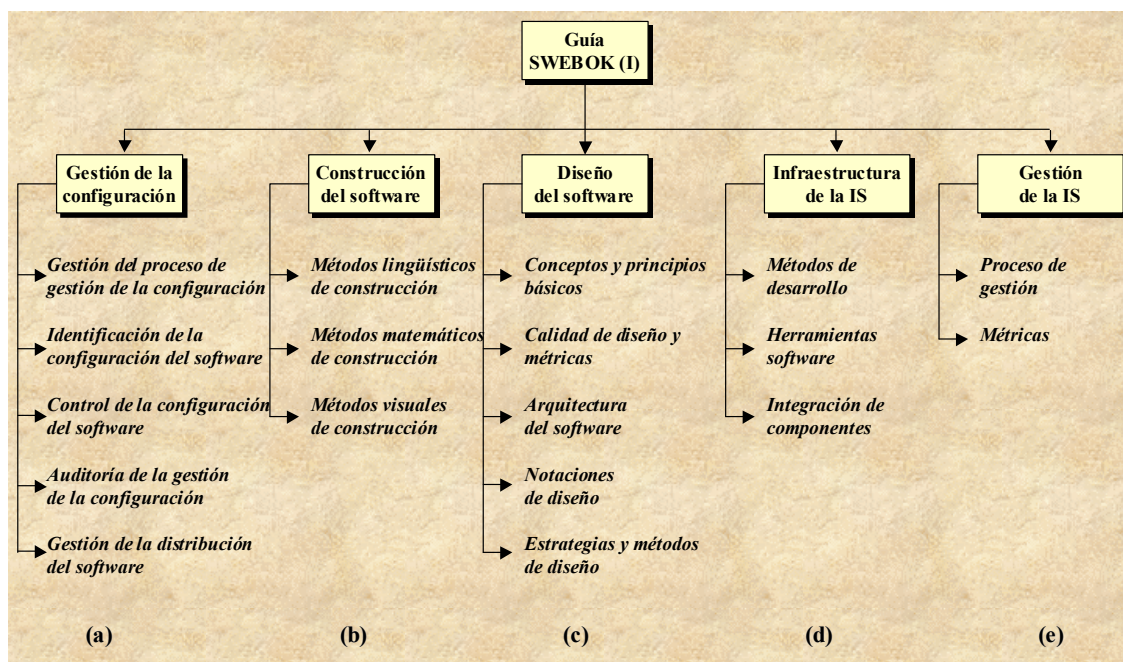 Guía
SWEBOK (I)
Gestión de la
configuración
Construcción
del software
Diseño
del software
Infraestructura
de la IS
Gestión
de la IS
Gestión del proceso de
gestión de la configuración
Identificación de la
configuración del software
Control de la configuración
del software
Auditoría de la gestión
de la configuración
Gestión de la distribución
del software
Métodos lingüísticos
de construcción
Métodos matemáticos
de construcción
Métodos visuales
de construcción
Conceptos y principios
básicos
Calidad de diseño y
métricas
Arquitectura
del software
Notaciones
de diseño
Estrategias y métodos
de diseño
Métodos de
desarrollo
Herramientas
software
Integración de
componentes
Proceso de
gestión
Métricas
(a)
(b)
(c)
(d)
(e)